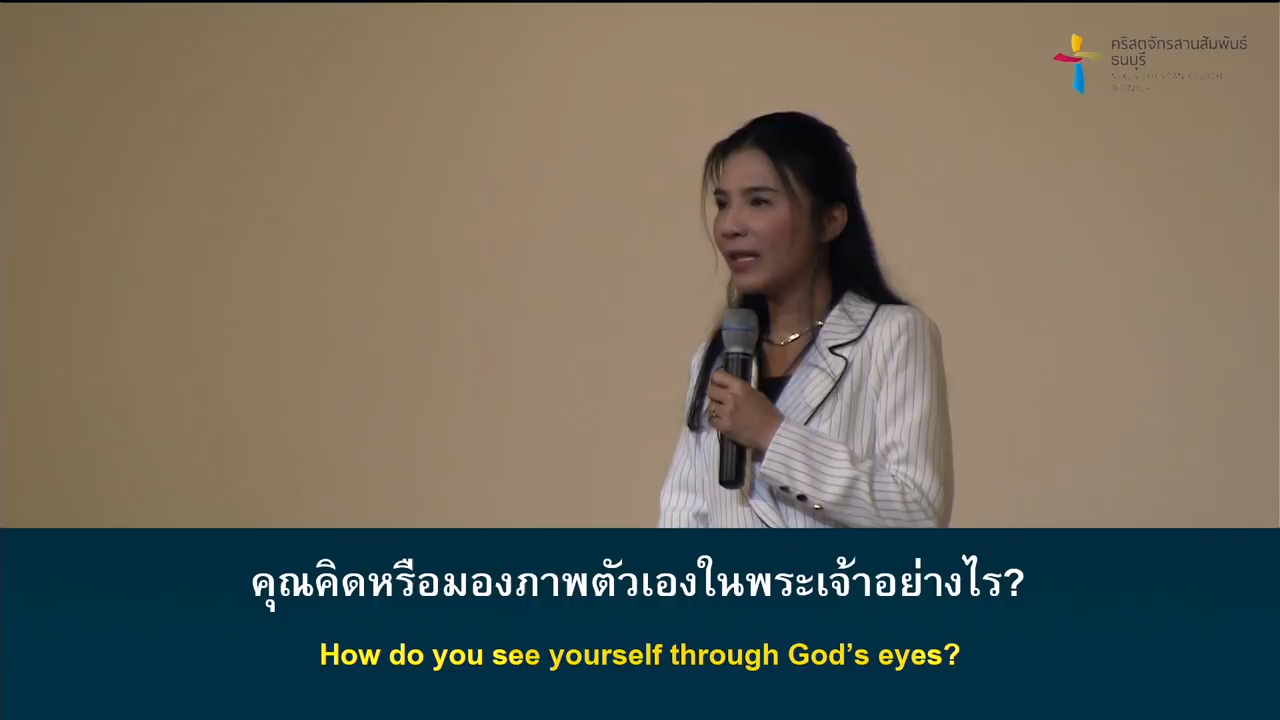 คริสตจักรสานสัมพันธ์
ธนบุรี
คุณคิดหรือมองภาพตัวเองในพระเจ้าอย่างไร?
How do you see yourself through God’s eyes?